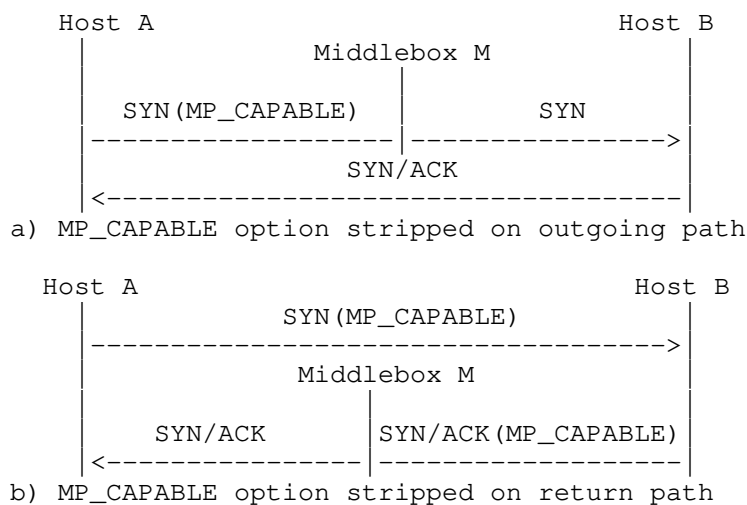 Host A Host B
Middlebox M
SYN(MP_CAPABLE) SYN
SYN/ACK
a) MP_CAPABLE option stripped on outgoing path
Host A Host B
SYN(MP_CAPABLE)
Middlebox M
SYN/ACK SYN/ACK(MP_CAPABLE)
b) MP_CAPABLE option stripped on return path